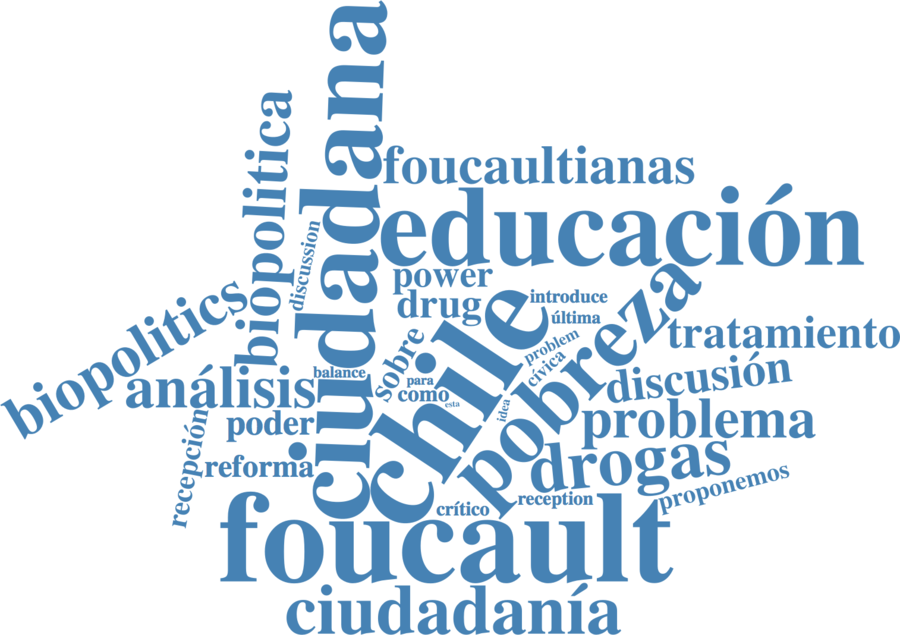 ciudadana
biopolitica
foucaultianas
educación
discussion
power
biopolitics
drug
introduce
chile
pobreza
última
tratamiento
problem
sobre
balance
cívica
análisis
para
discusión
como
esta
idea
poder
problema
recepción
drogas
reforma
proponemos
reception
crítico
foucault
ciudadanía